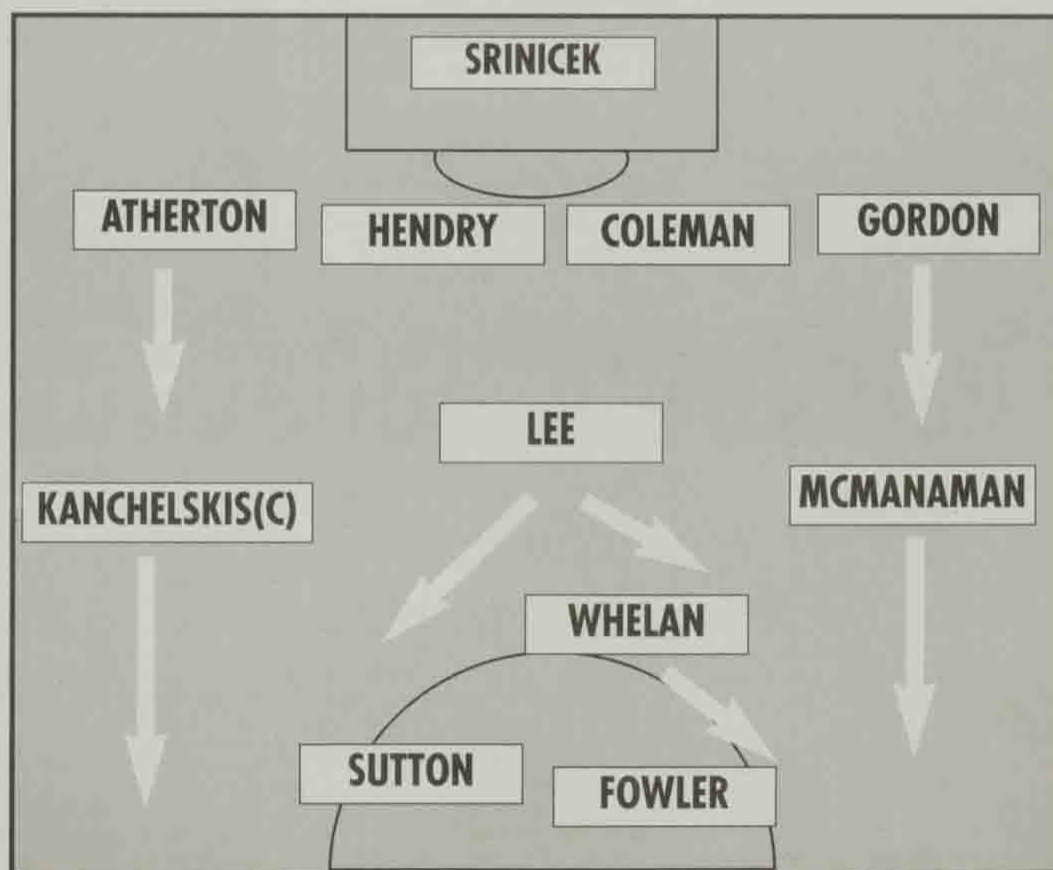 SRINICEK
ATHERTON
HENDRY
COLEMAN
GORDON
LEE
KANCHELSKIS(C)
MCMANAMAN
WHELAN
SUTTON
FOWLER